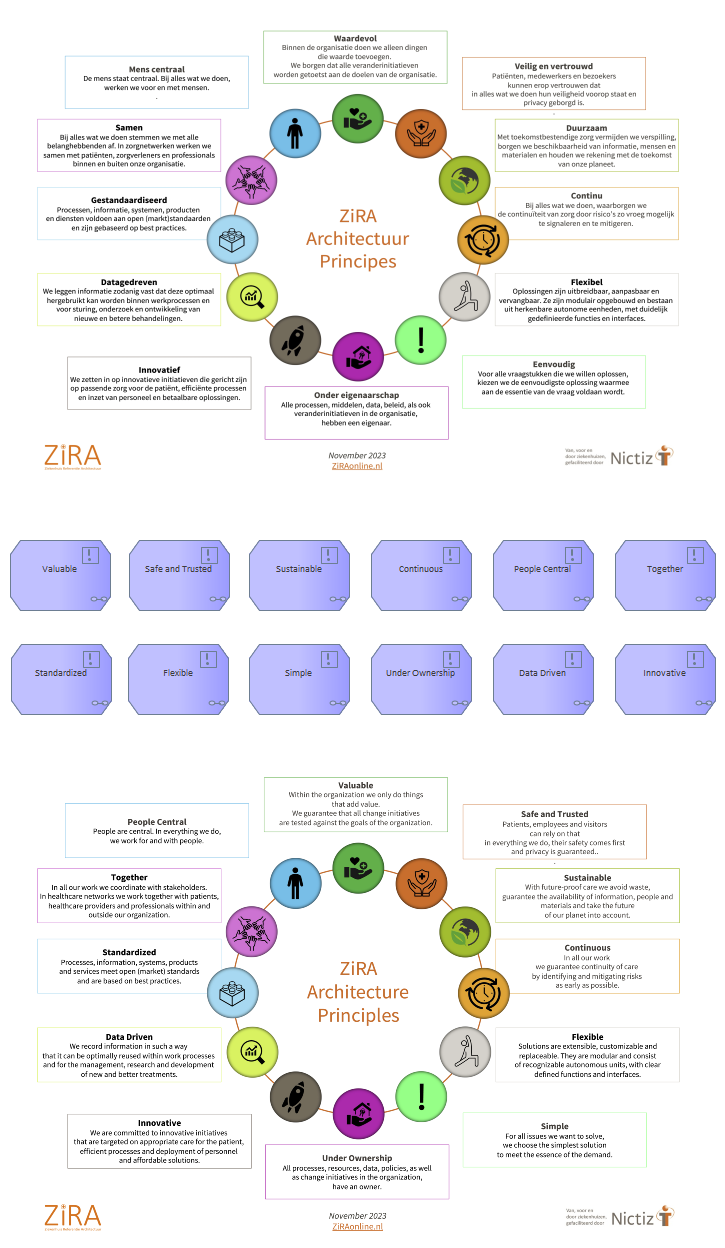 Waardevol
Binnen de organisatie doen we alleen dingen
die waarde toevoegen.
We borgen dat alle veranderinitiatieven
worden getoetst aan de doelen van de organisatie.
Mens centraal
De mens staat centraal. Bij alles wat we doen,
werken we voor en met mensen.
.
Veilig en vertrouwd
Patiënten, medewerkers en bezoekers
kunnen erop vertrouwen dat
in alles wat we doen hun veiligheid voorop staat en
privacy geborgd is.
.
Samen
Bij alles wat we doen stemmen we met alle
belanghebbenden af. In zorgnetwerken werken we
samen met patiënten, zorgverleners en professionals
binnen en buiten onze organisatie.
Duurzaam
Met toekomstbestendige zorg vermijden we verspilling,
borgen we beschikbaarheid van informatie, mensen en
materialen en houden we rekening met de toekomst
van onze planeet.
Gestandaardiseerd
Processen, informatie, systemen, producten
en diensten voldoen aan open (markt)standaarden
en zijn gebaseerd op best practices.
Continu
Bij alles wat we doen, waarborgen we
de continuïteit van zorg door risico's zo vroeg mogelijk
te signaleren en te mitigeren.
ZiRA
Architectuur
Principes
Datagedreven
We leggen informatie zodanig vast dat deze optimaal
hergebruikt kan worden binnen werkprocessen en
voor sturing, onderzoek en ontwikkeling van
nieuwe en betere behandelingen.
Flexibel
Oplossingen zijn uitbreidbaar, aanpasbaar en
vervangbaar. Ze zijn modulair opgebouwd en bestaan
uit herkenbare autonome eenheden, met duidelijk
gedefinieerde functies en interfaces.
Innovatief
We zetten in op innovatieve initiatieven die gericht zijn
op passende zorg voor de patiënt, efficiënte processen
en inzet van personeel en betaalbare oplossingen.
Eenvoudig
Voor alle vraagstukken die we willen oplossen,
kiezen we de eenvoudigste oplossing waarmee
aan de essentie van de vraag voldaan wordt.
Onder eigenaarschap
Alle processen, middelen, data, beleid, als ook
veranderinitiatieven in de organisatie,
hebben een eigenaar.
ZiRA
November 2023
ZiRAonline.nl
Van, voor en
door ziekenhuizen,
gefaciliteerd door
Nictiz
Valuable
Safe and Trusted
Sustainable
Continuous
People Central
Together
Standardized
Flexible
Simple
Under Ownership
Data Driven
Innovative
Valuable
Within the organization we only do things
that add value.
We guarantee that all change initiatives
are tested against the goals of the organization.
People Central
People are central. In everything we do,
we work for and with people.
Safe and Trusted
Patients, employees and visitors
can rely on that
in everything we do, their safety comes first
and privacy is guaranteed..
.
Together
In all our work we coordinate with stakeholders.
In healthcare networks we work together with patients,
healthcare providers and professionals within and
outside our organization.
Sustainable
With future-proof care we avoid waste,
guarantee the availability of information, people and
materials and take the future
of our planet into account.
Standardized
Processes, information, systems, products
and services meet open (market) standards
and are based on best practices.
Continuous
In all our work
we guarantee continuity of care
by identifying and mitigating risks
as early as possible.
ZiRA
Architecture
Principles
Data Driven
We record information in such a way
that it can be optimally reused within work processes
and for the management, research and development
of new and better treatments.
Flexible
Solutions are extensible, customizable and
replaceable. They are modular and consist
of recognizable autonomous units, with clear
defined functions and interfaces.
Innovative
We are committed to innovative initiatives
that are targeted on appropriate care for the patient,
efficient processes and deployment of personnel
and affordable solutions.
Simple
For all issues we want to solve,
we choose the simplest solution
to meet the essence of the demand.
Under Ownership
All processes, resources, data, policies, as well
as change initiatives in the organization,
have an owner.
ZiRA
November 2023
ZiRAonline.nl
Van, voor en
door ziekenhuizen,
gefaciliteerd door
Nictiz